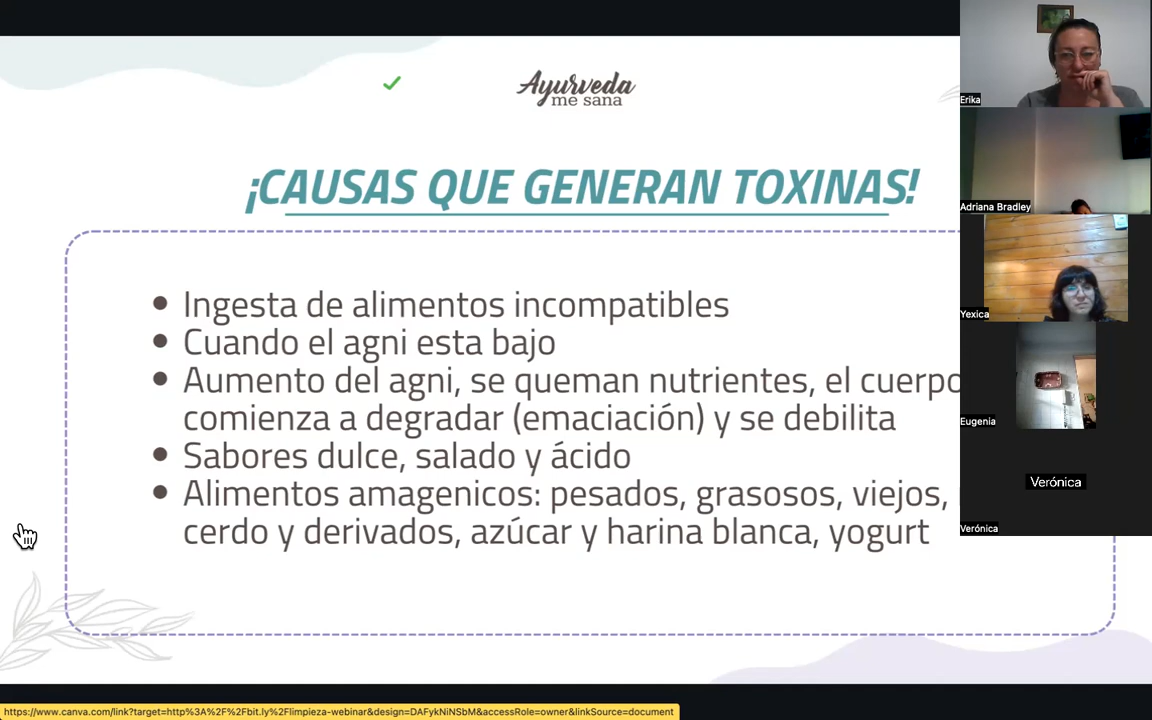 Ayurveda
me sana
¡CAUSAS QUE GENERAN TOXINAS!
• Ingesta de alimentos incompatibles
• Cuando el agni esta bajo
• Aumento del agni, se queman nutrientes, el cuerpo
comienza a degradar (emaciación) y se debilita
• Sabores dulce, salado y ácido
• Alimentos amagenicos: pesados, grasosos, viejos,
cerdo y derivados, azúcar y harina blanca, yogurt
Erika
Adriana Bradley
Yexica
Eugenia
Verónica
Verónica
https://www.canva.com/link?target=http%3A%2F%2Fbit.ly%2Flimpieza-webinar&design=DAFykNiNSbM&accessRole=owner&linkSource=document